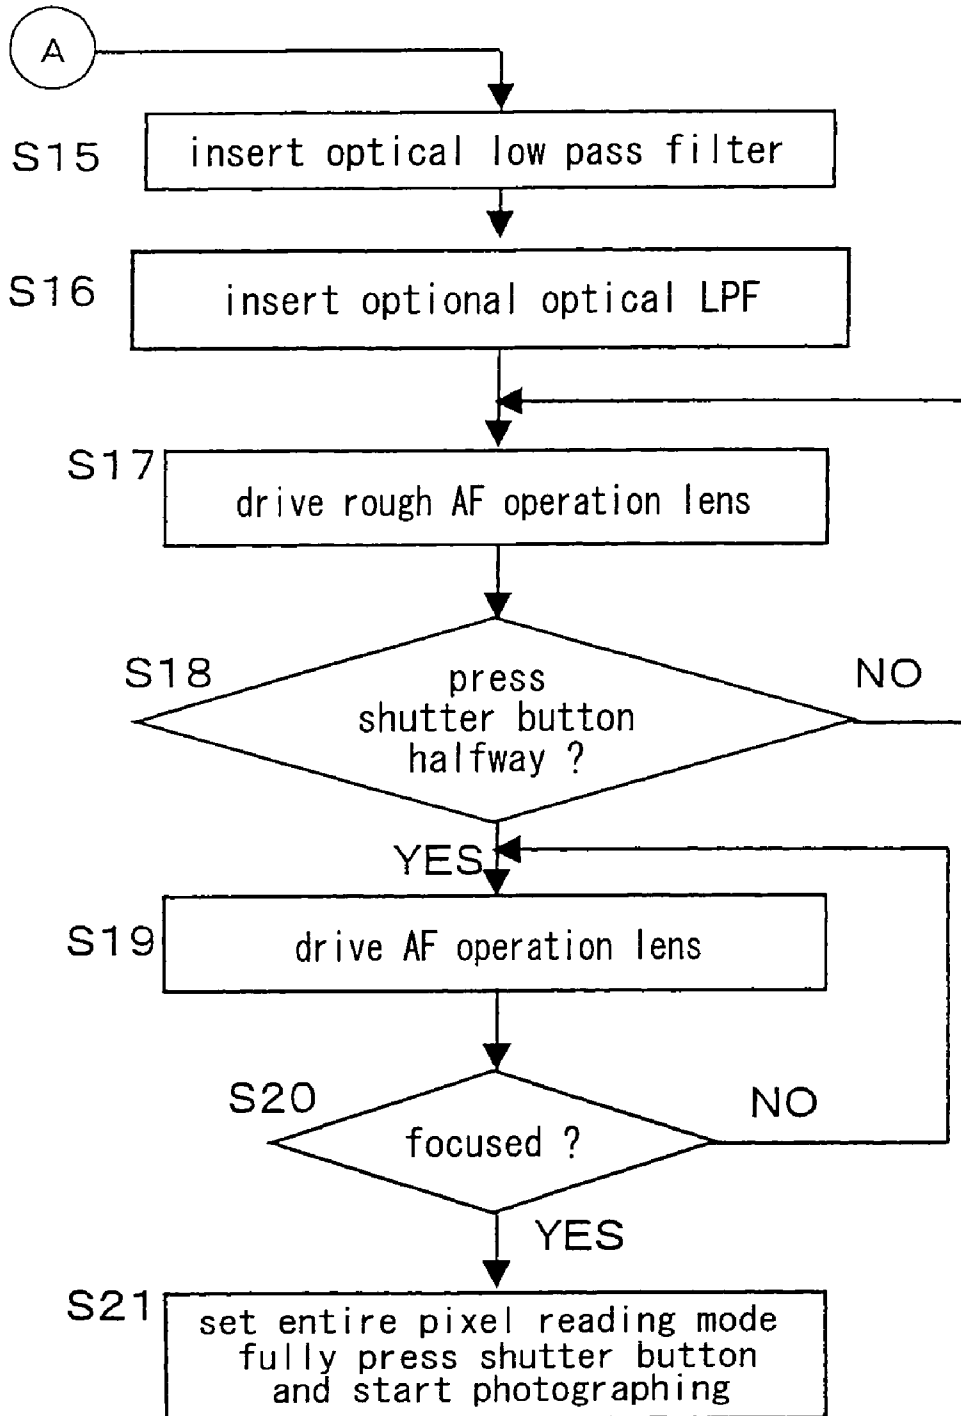 A
S15
insert optical low pass filter
S16
insert optional optical LPF
S17
drive rough AF operation lens
S18
press
shutter button
halfway ?
NO
YES
S19
drive AF operation lens
S20
focused ?
NO
YES
S21
set entire pixel reading mode
fully press shutter button
and start photographing